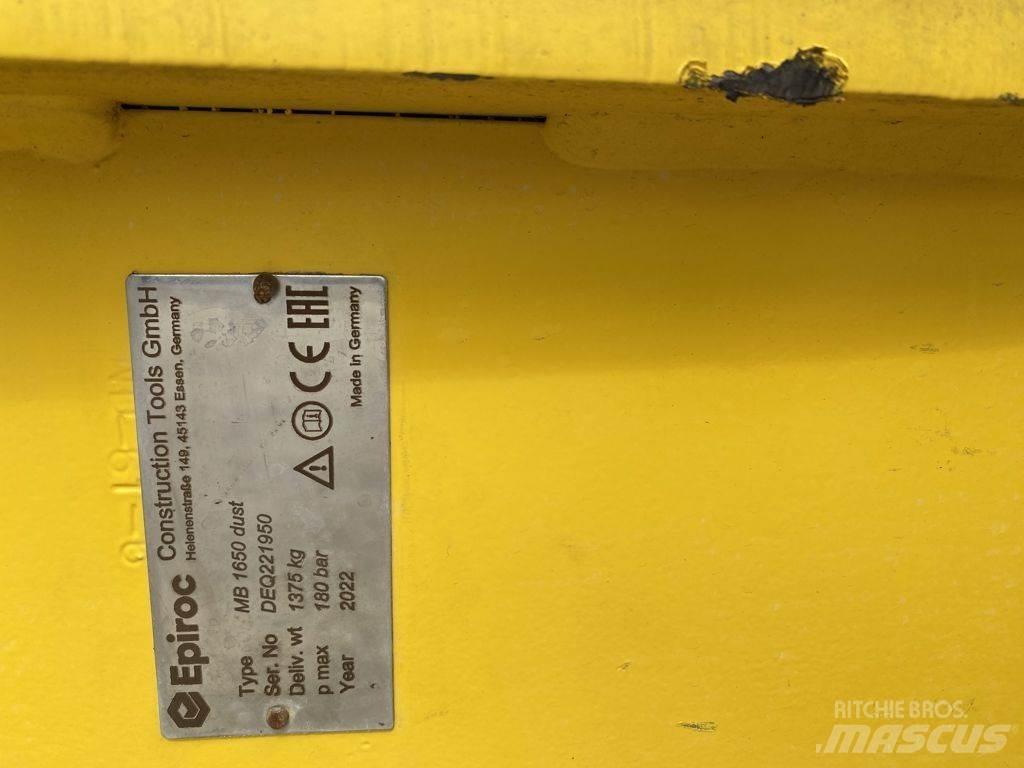 Epiroc
Construction Tools GmbH
Helenenstraße 149, 45143 Essen, Germany
Type MB 1650 dust
Ser. No DEQ221950
Deliv. wt 1375 kg
p max 180 bar
Year 2022
CE EAC
Made in Germany
RITCHIE BROS.
MASCUS